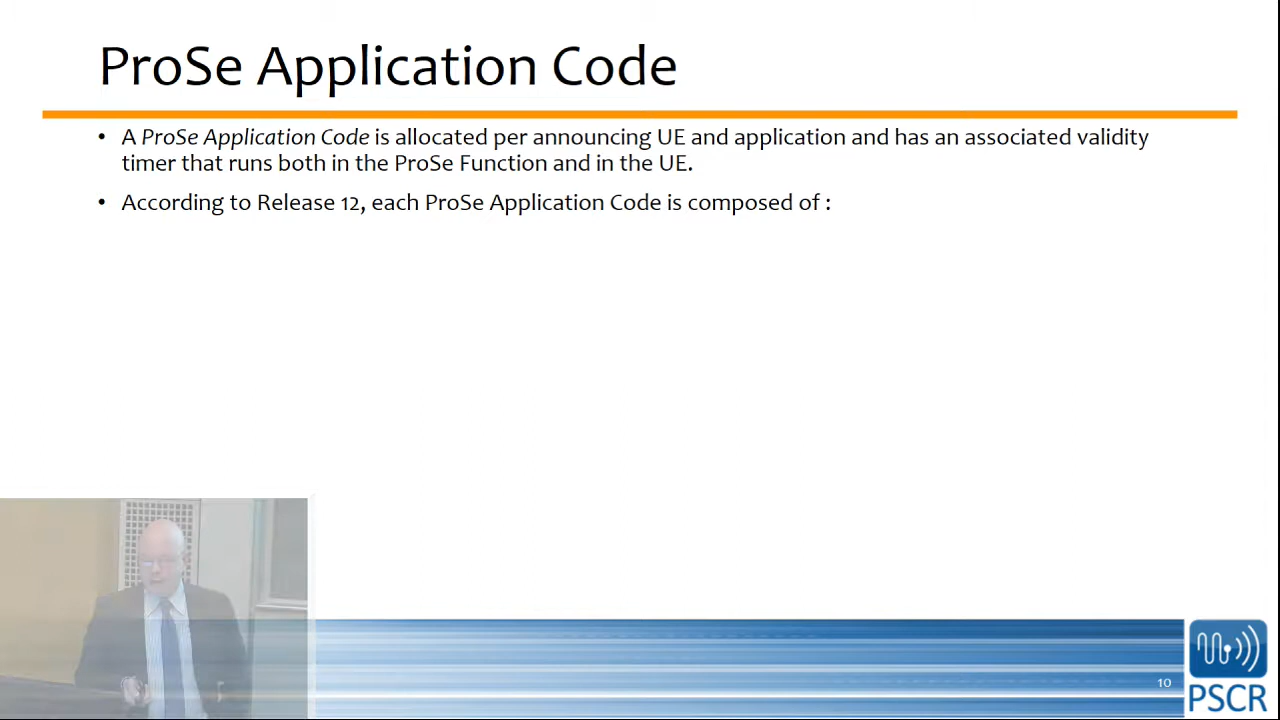 ProSe Application Code
• A ProSe Application Code is allocated per announcing UE and application and has an associated validity
timer that runs both in the ProSe Function and in the UE.
• According to Release 12, each ProSe Application Code is composed of :
10
PSCR